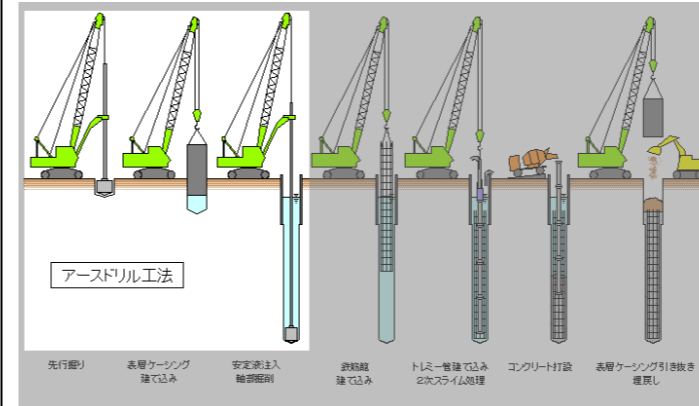 アースドリル工法
先行掘り
表層ケーシング
建て込み
安定液注入
軸部掘削
鉄筋籠
建て込み
トレミー管建て込み
2次スライム処理
コンクリート打設
表層ケーシング引き抜き
埋戻し